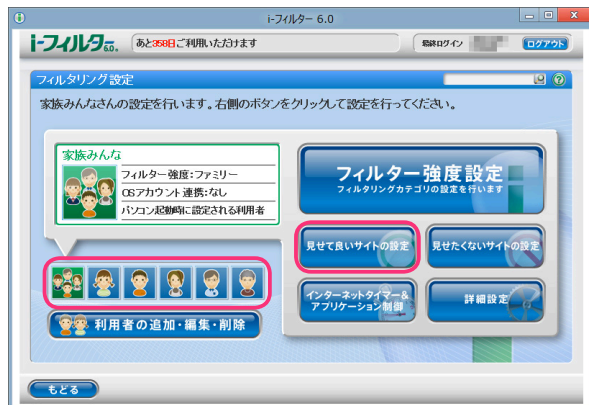 i-フィルター 6.0
i-フィルター 6.0。 あと358日ご利用いただけます 最終ログイン ログアウト
フィルタリング設定
家族みんなさんの設定を行います。右側のボタンをクリックして設定を行ってください。
家族みんな
フィルター強度:ファミリー
OSアカウント連携:なし
パソコン起動時に設定される利用者
フィルター強度設定
フィルタリングカテゴリの設定を行います
見せて良いサイトの設定
見せたくないサイトの設定
インターネットタイマー&
アプリケーション制御
詳細設定
利用者の追加・編集・削除
もどる